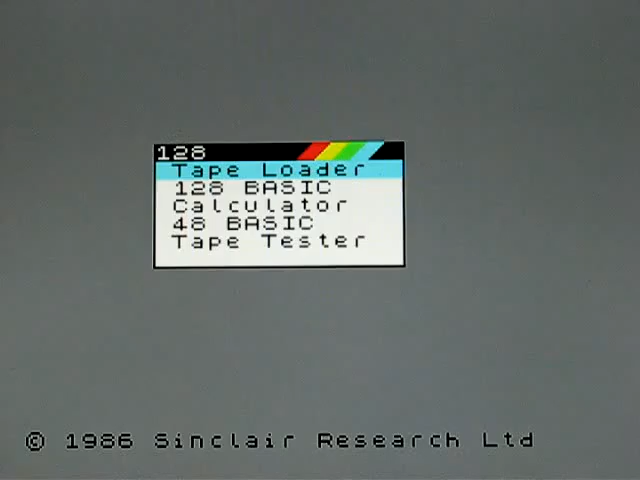 128
Tape Loader
128 BASIC
Calculator
48 BASIC
Tape Tester
© 1986 Sinclair Research Ltd